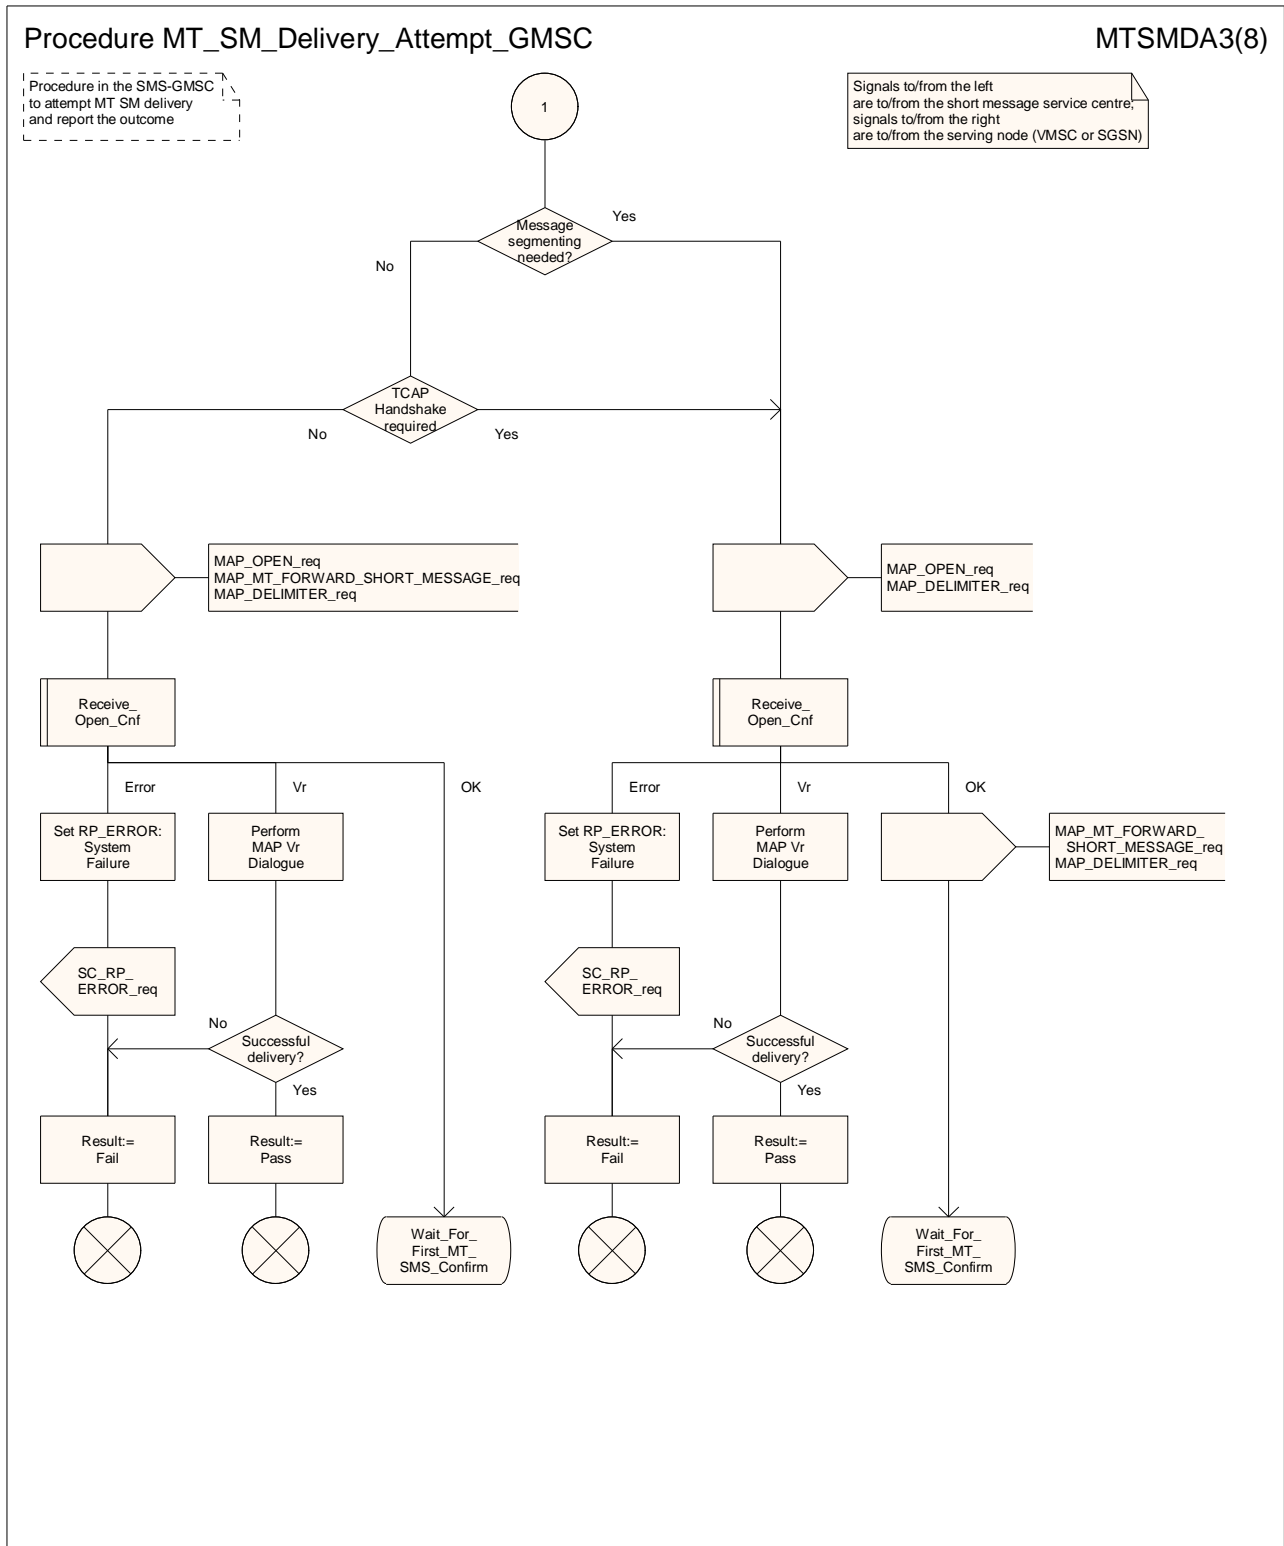 Procedure MT_SM_Delivery_Attempt_GMSC
MTSMDA3(8)
Procedure in the SMS-GMSC
to attempt MT SM delivery
and report the outcome
1
Signals to/from the left
are to/from the short message service centre;
signals to/from the right
are to/from the serving node (VMSC or SGSN)
Message
segmenting
needed?
Yes
No
TCAP
Handshake
required
No
Yes
MAP_OPEN_req
MAP_MT_FORWARD_SHORT_MESSAGE_req
MAP_DELIMITER_req
MAP_OPEN_req
MAP_DELIMITER_req
Receive_
Open_Cnf
Receive_
Open_Cnf
Error
Vr
OK
Error
Vr
OK
Set RP_ERROR:
System
Failure
Perform
MAP Vr
Dialogue
Set RP_ERROR:
System
Failure
Perform
MAP Vr
Dialogue
MAP_MT_FORWARD_
SHORT_MESSAGE_req
MAP_DELIMITER_req
SC_RP_
ERROR_req
SC_RP_
ERROR_req
No
Successful
delivery?
Yes
No
Successful
delivery?
Yes
Result:=
Fail
Result:=
Pass
Result:=
Fail
Result:=
Pass
Wait_For_
First_MT_
SMS_Confirm
Wait_For_
First_MT_
SMS_Confirm